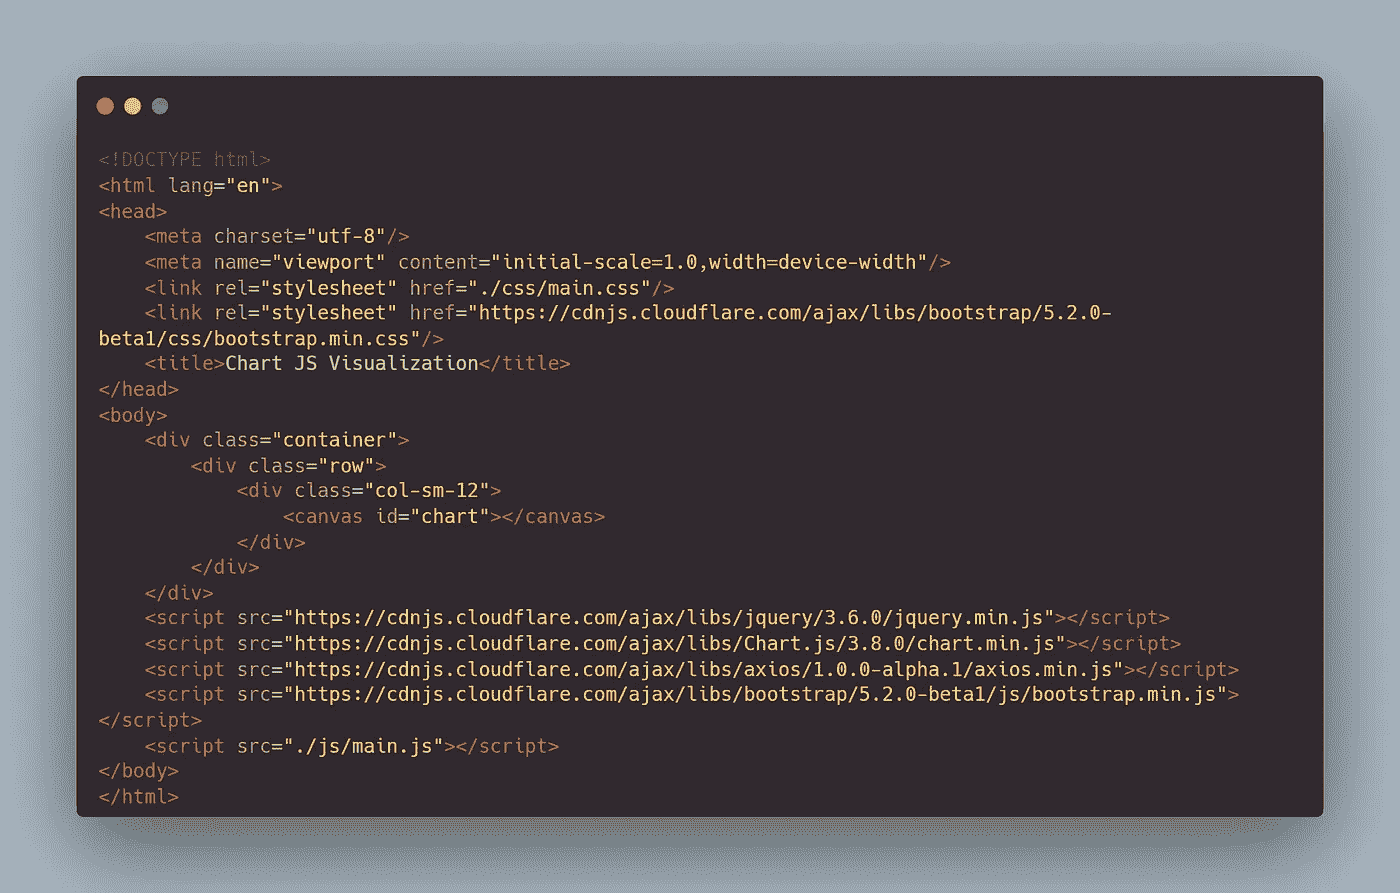 <!DOCTYPE html>
<html lang="en">
<head>
    <meta charset="utf-8"/>
    <meta name="viewport" content="initial-scale=1.0,width=device-width"/>
    <link rel="stylesheet" href="./css/main.css"/>
    <link rel="stylesheet" href="https://cdnjs.cloudflare.com/ajax/libs/bootstrap/5.2.0-
beta1/css/bootstrap.min.css"/>
    <title>Chart JS Visualization</title>
</head>
<body>
    <div class="container">
        <div class="row">
            <div class="col-sm-12">
                <canvas id="chart"></canvas>
            </div>
        </div>
    </div>
    <script src="https://cdnjs.cloudflare.com/ajax/libs/jquery/3.6.0/jquery.min.js"></script>
    <script src="https://cdnjs.cloudflare.com/ajax/libs/Chart.js/3.8.0/chart.min.js"></script>
    <script src="https://cdnjs.cloudflare.com/ajax/libs/axios/1.0.0-alpha.1/axios.min.js"></script>
    <script src="https://cdnjs.cloudflare.com/ajax/libs/bootstrap/5.2.0-beta1/js/bootstrap.min.js">
</script>
    <script src="./js/main.js"></script>
</body>
</html>